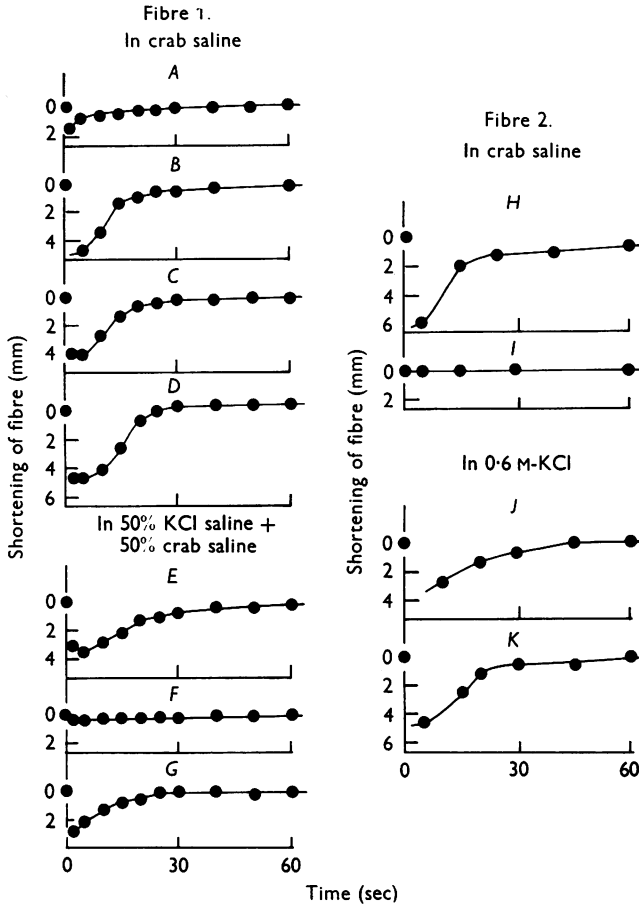 Fibre 1.
In crab saline
A
0
2
B
0
2
4
C
0
2
4
D
0
2
4
6
In 50% KCl saline +
50% crab saline
E
0
2
4
F
0
2
G
0
2
0 30 60
Shortening of fibre (mm)
Fibre 2.
In crab saline
H
0
2
4
6
I
0
2
In 0·6 M-KCl
J
0
2
4
K
0
2
4
6
0 30 60
Shortening of fibre (mm)
Time (sec)